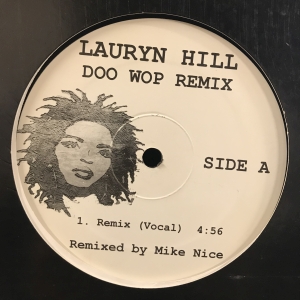 LAURYN HILL
DOO WOP REMIX
SIDE A
1. Remix (Vocal) 4:56
Remixed by Mike Nice